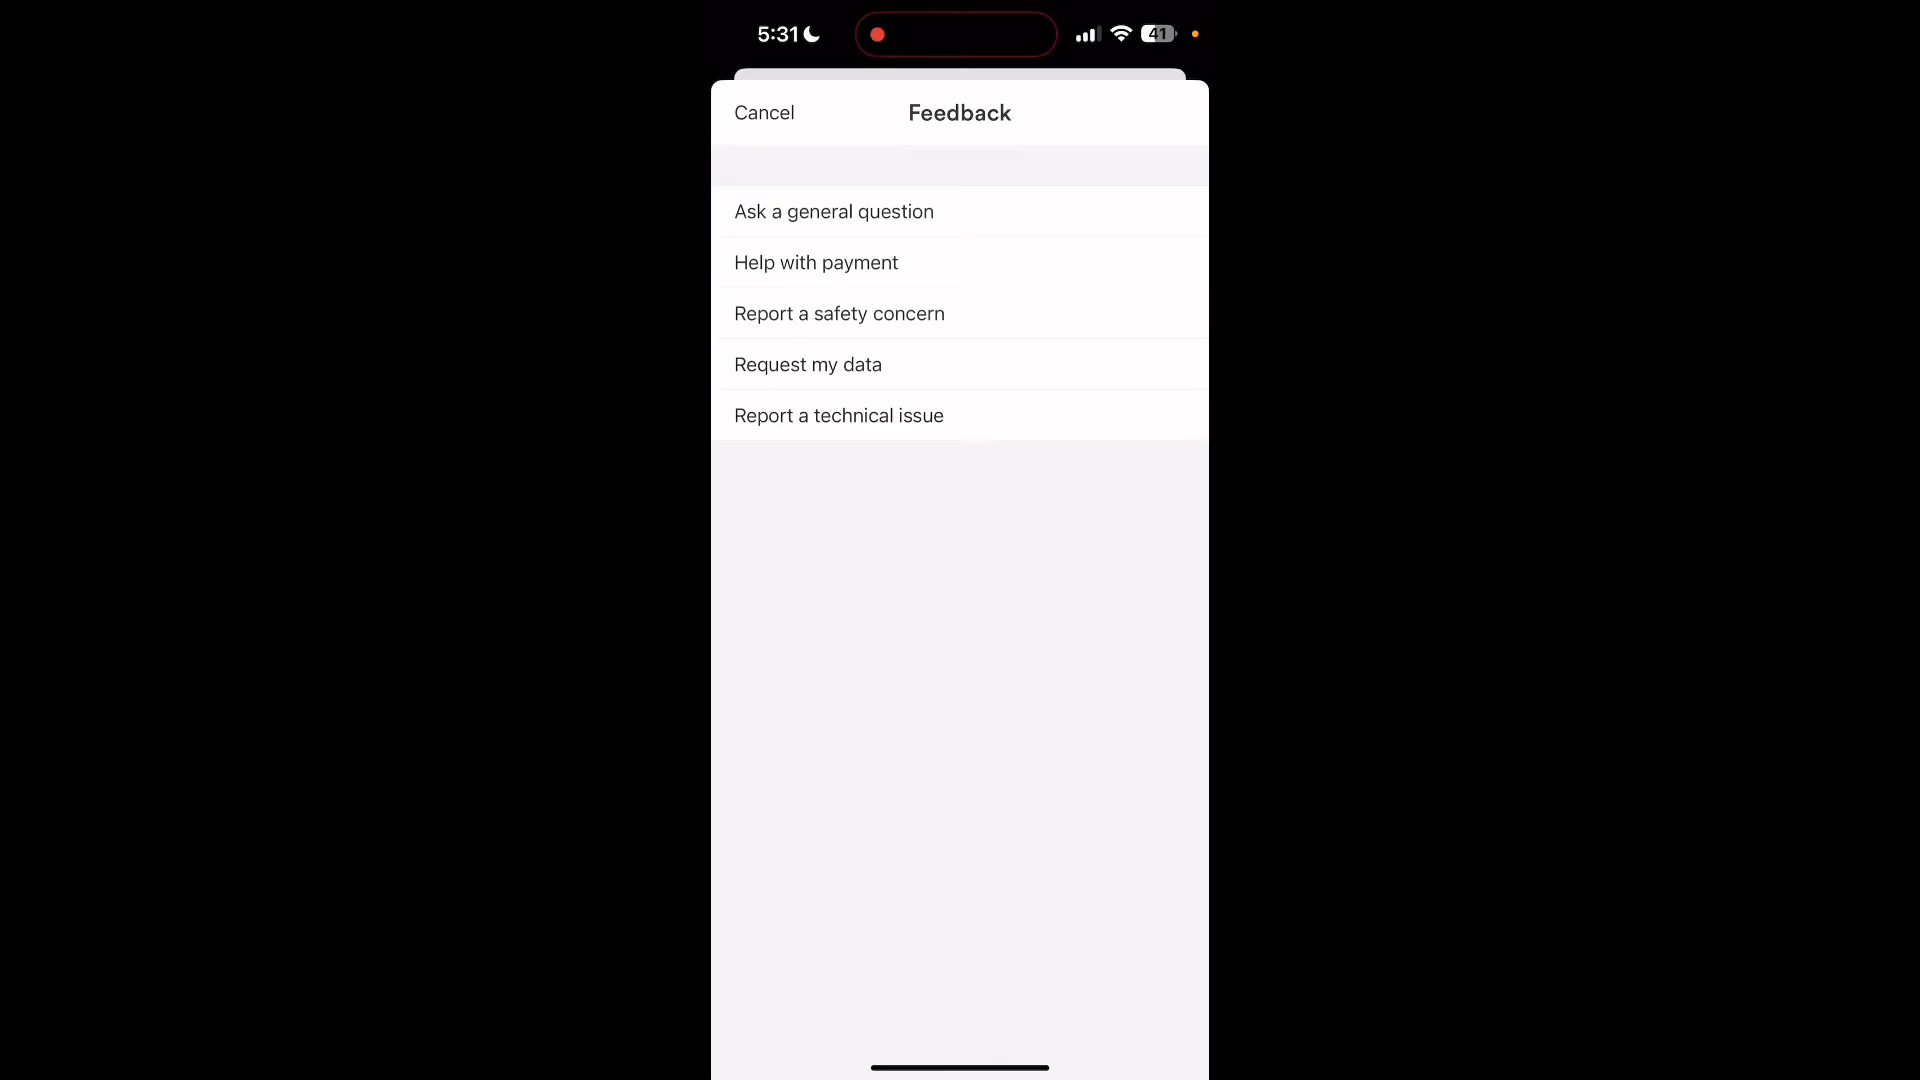 5:31
41
Cancel
Feedback
Ask a general question
Help with payment
Report a safety concern
Request my data
Report a technical issue